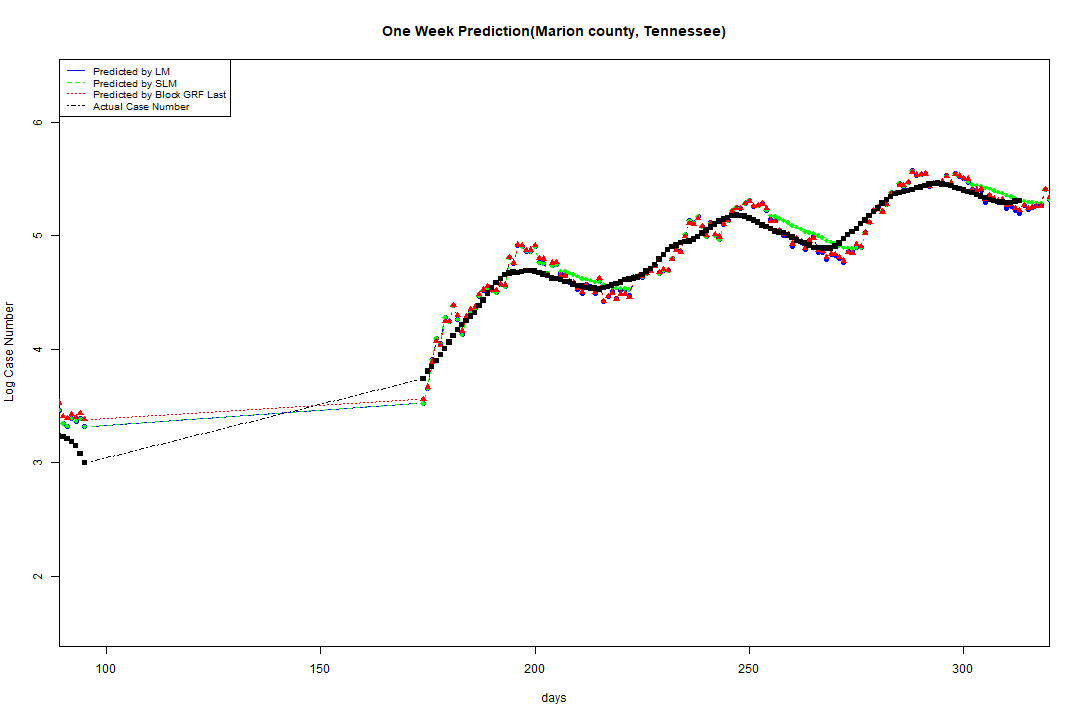 One Week Prediction(Marion county, Tennessee)
Predicted by LM
Predicted by SLM
Predicted by Block GRF Last
Actual Case Number
6
5
4
3
2
Log Case Number
100 150 200 250 300
days